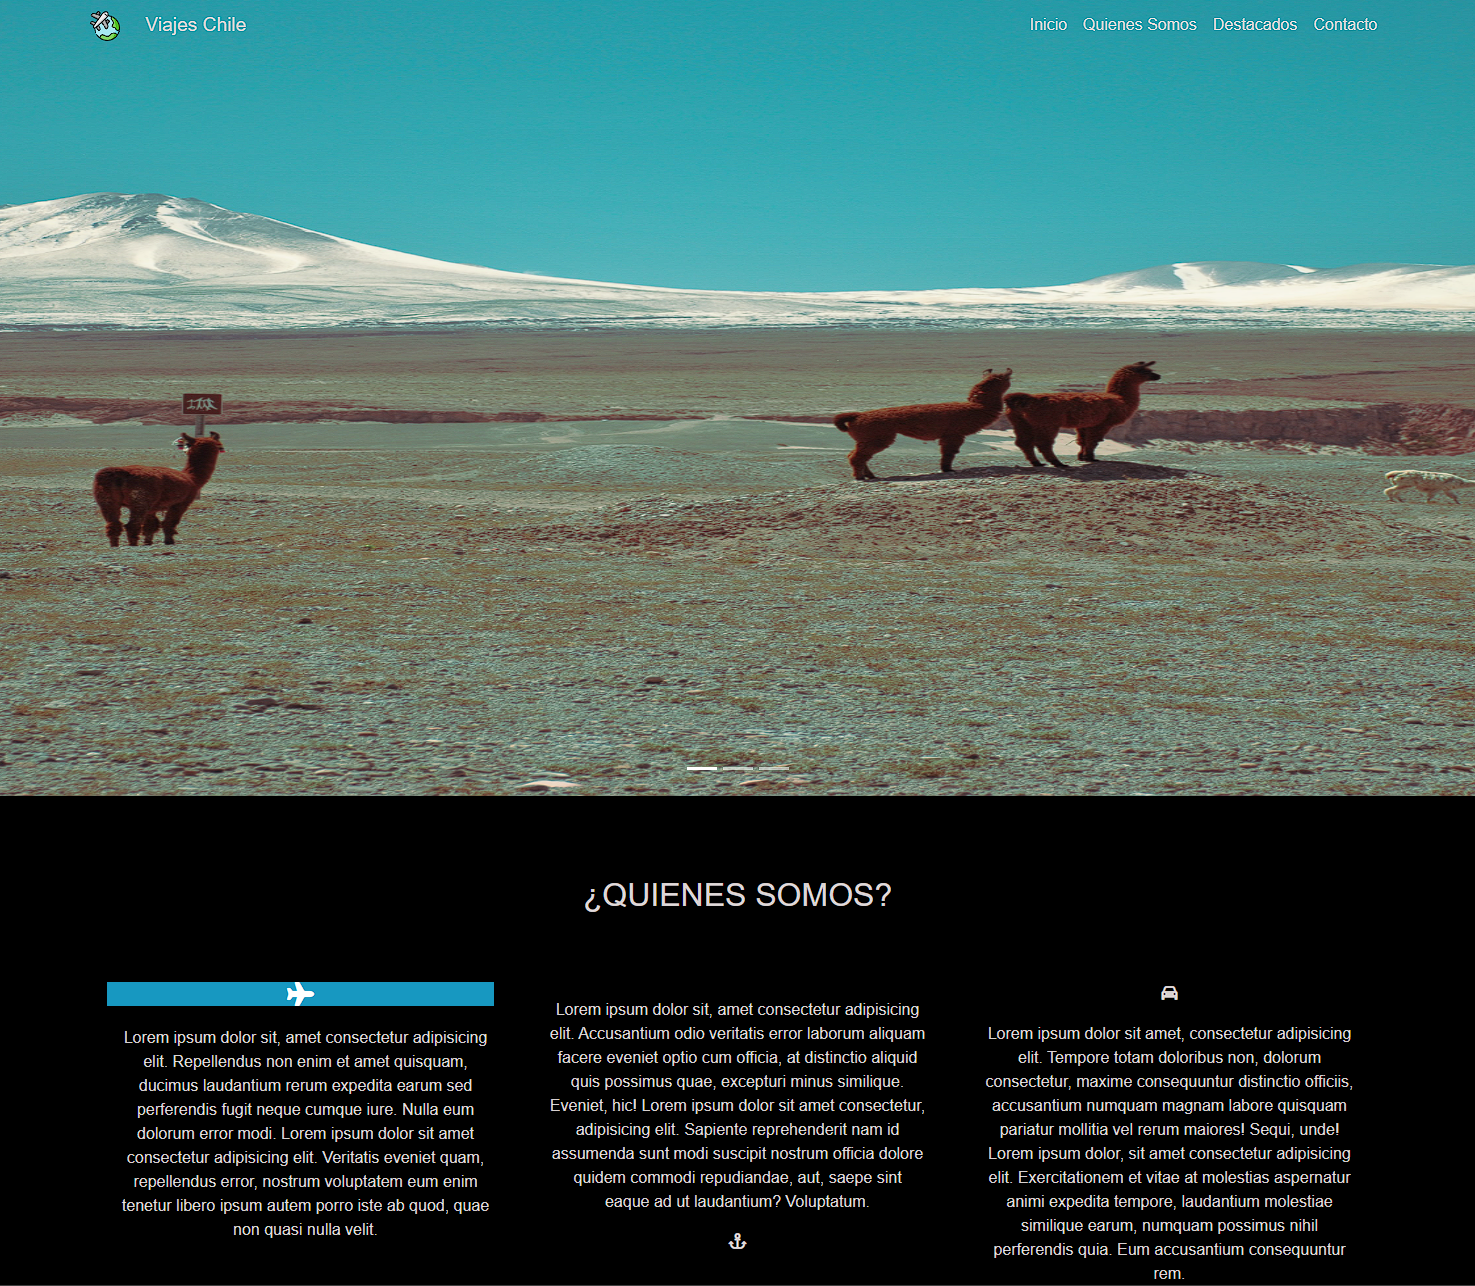 Viajes Chile
Inicio Quienes Somos Destacados Contacto
¿QUIENES SOMOS?
Lorem ipsum dolor sit, amet consectetur adipisicing
elit. Repellendus non enim et amet quisquam,
ducimus laudantium rerum expedita earum sed
perferendis fugit neque cumque iure. Nulla eum
dolorum error modi. Lorem ipsum dolor sit amet
consectetur adipisicing elit. Veritatis eveniet quam,
repellendus error, nostrum voluptatem eum enim
tenetur libero ipsum autem porro iste ab quod, quae
non quasi nulla velit.
Lorem ipsum dolor sit, amet consectetur adipisicing
elit. Accusantium odio veritatis error laborum aliquam
facere eveniet optio cum officia, at distinctio aliquid
quis possimus quae, excepturi minus similique.
Eveniet, hic! Lorem ipsum dolor sit amet consectetur,
adipisicing elit. Sapiente reprehenderit nam id
assumenda sunt modi suscipit nostrum officia dolore
quidem commodi repudiandae, aut, saepe sint
eaque ad ut laudantium? Voluptatum.
Lorem ipsum dolor sit amet, consectetur adipisicing
elit. Tempore totam doloribus non, dolorum
consectetur, maxime consequuntur distinctio officiis,
accusantium numquam magnam labore quisquam
pariatur mollitia vel rerum maiores! Sequi, unde!
Lorem ipsum dolor, sit amet consectetur adipisicing
elit. Exercitationem et vitae at molestias aspernatur
animi expedita tempore, laudantium molestiae
similique earum, numquam possimus nihil
perferendis quia. Eum accusantium consequuntur
rem.